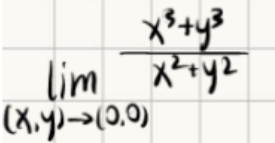 lim x³+y³ / x²+y²
(x,y)→(0,0)